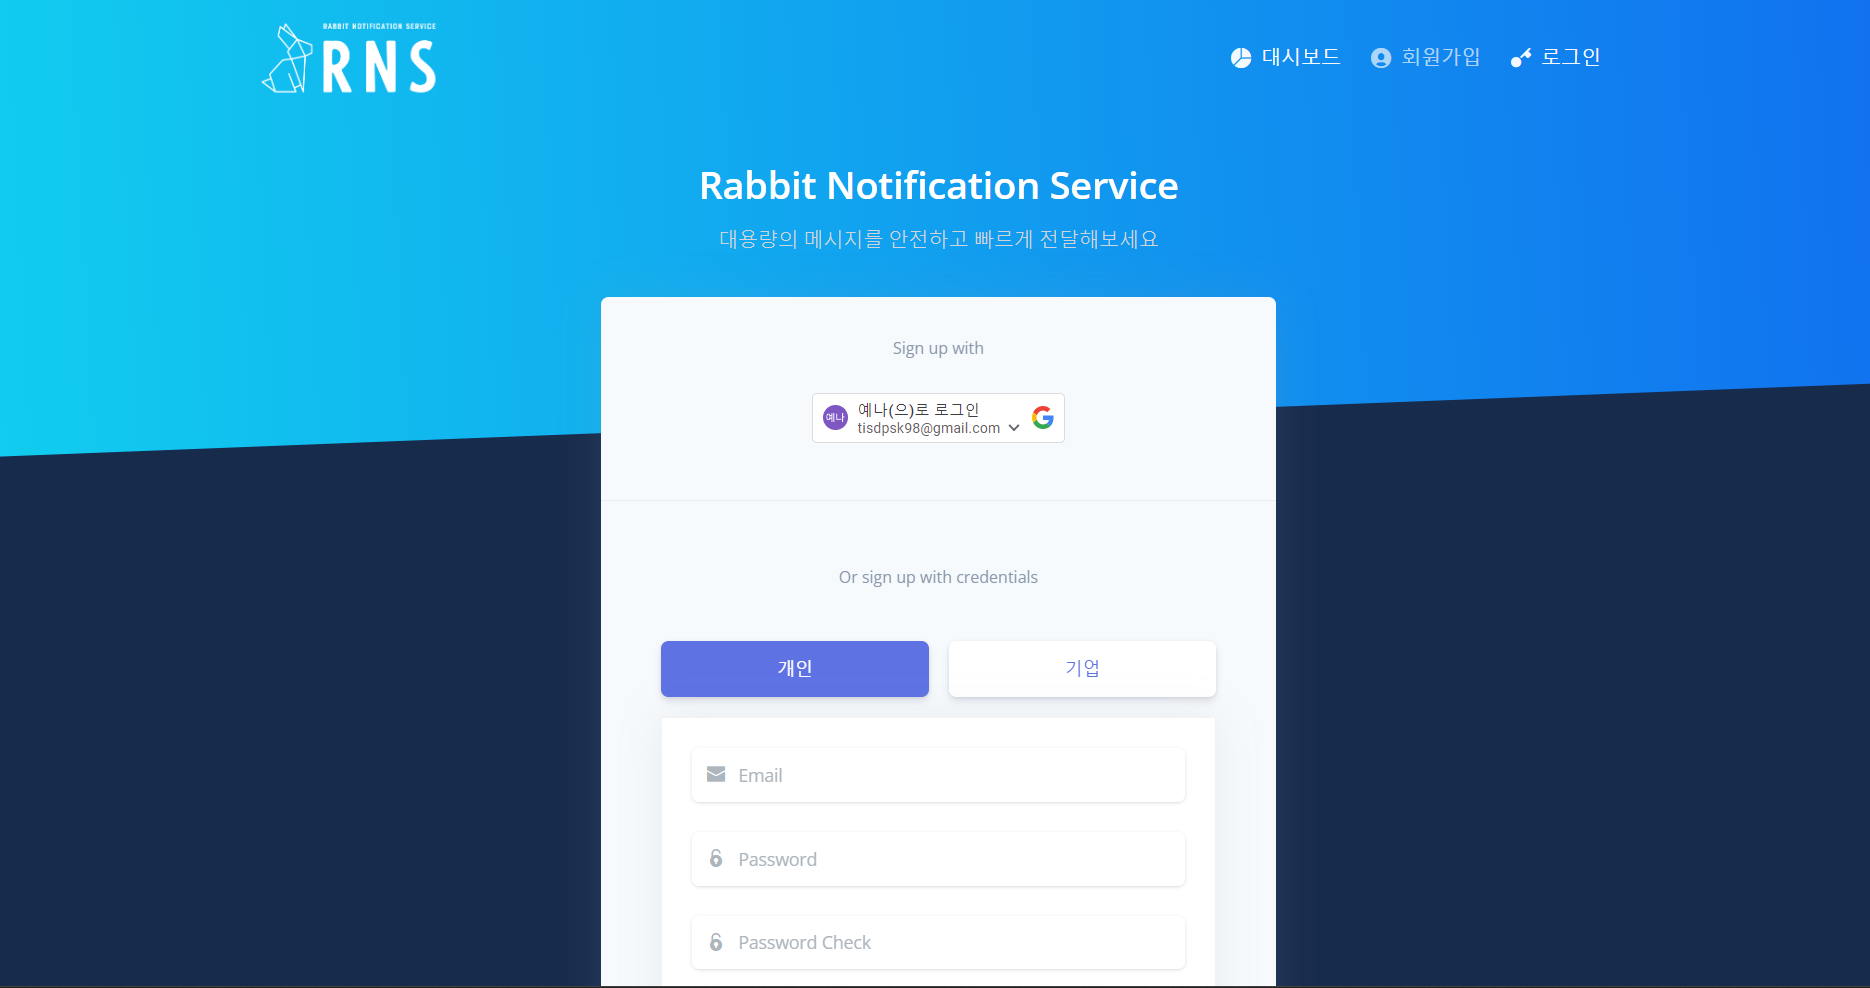 RABBIT NOTIFICATION SERVICE
RNS
대시보드 회원가입 로그인
Rabbit Notification Service
대용량의 메시지를 안전하고 빠르게 전달해보세요
Sign up with
예나 예나(으)로 로그인
tisdpsk98@gmail.com
Or sign up with credentials
개인 기업
Email
Password
Password Check